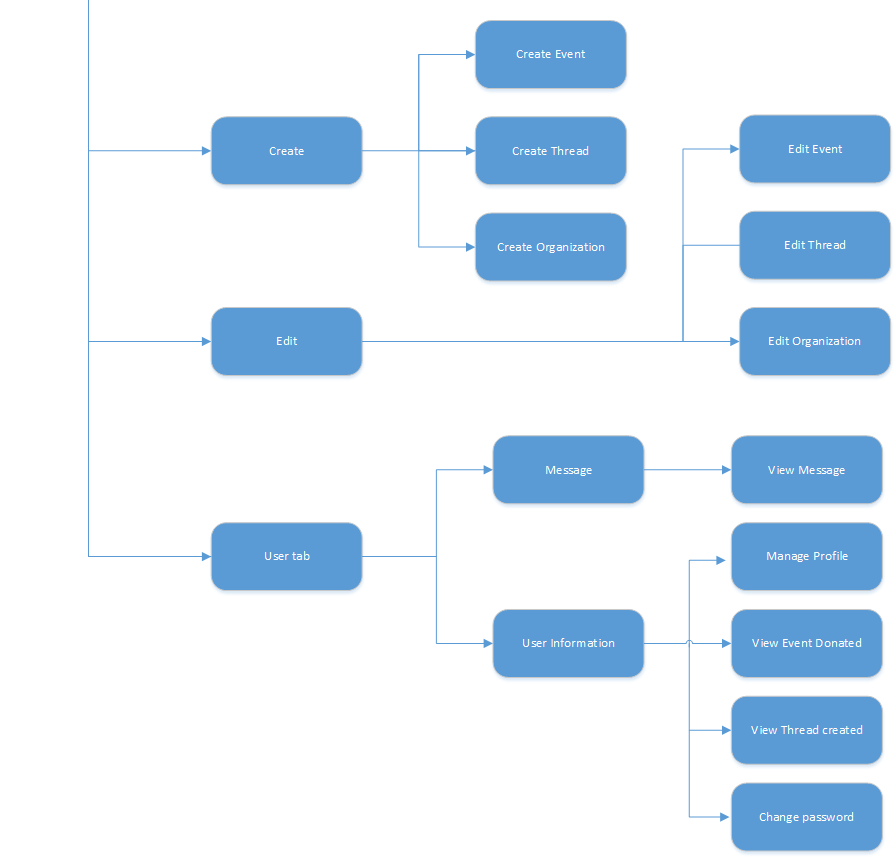 Create
Create Event
Create Thread
Create Organization
Edit
Edit Event
Edit Thread
Edit Organization
User tab
Message
View Message
User Information
Manage Profile
View Event Donated
View Thread created
Change password